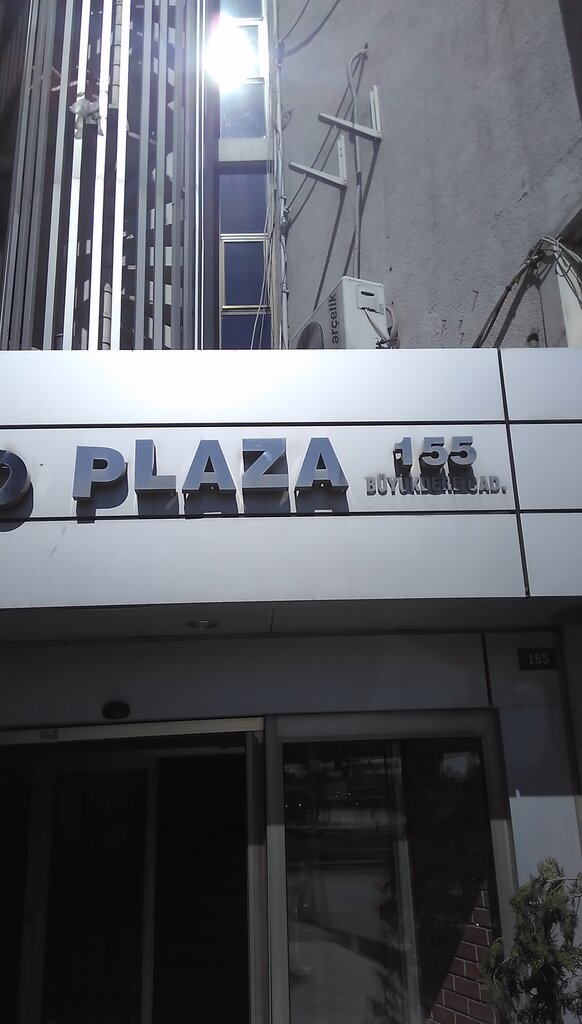 arçelik
O PLAZA 155
BÜYÜKDERE CAD.
155